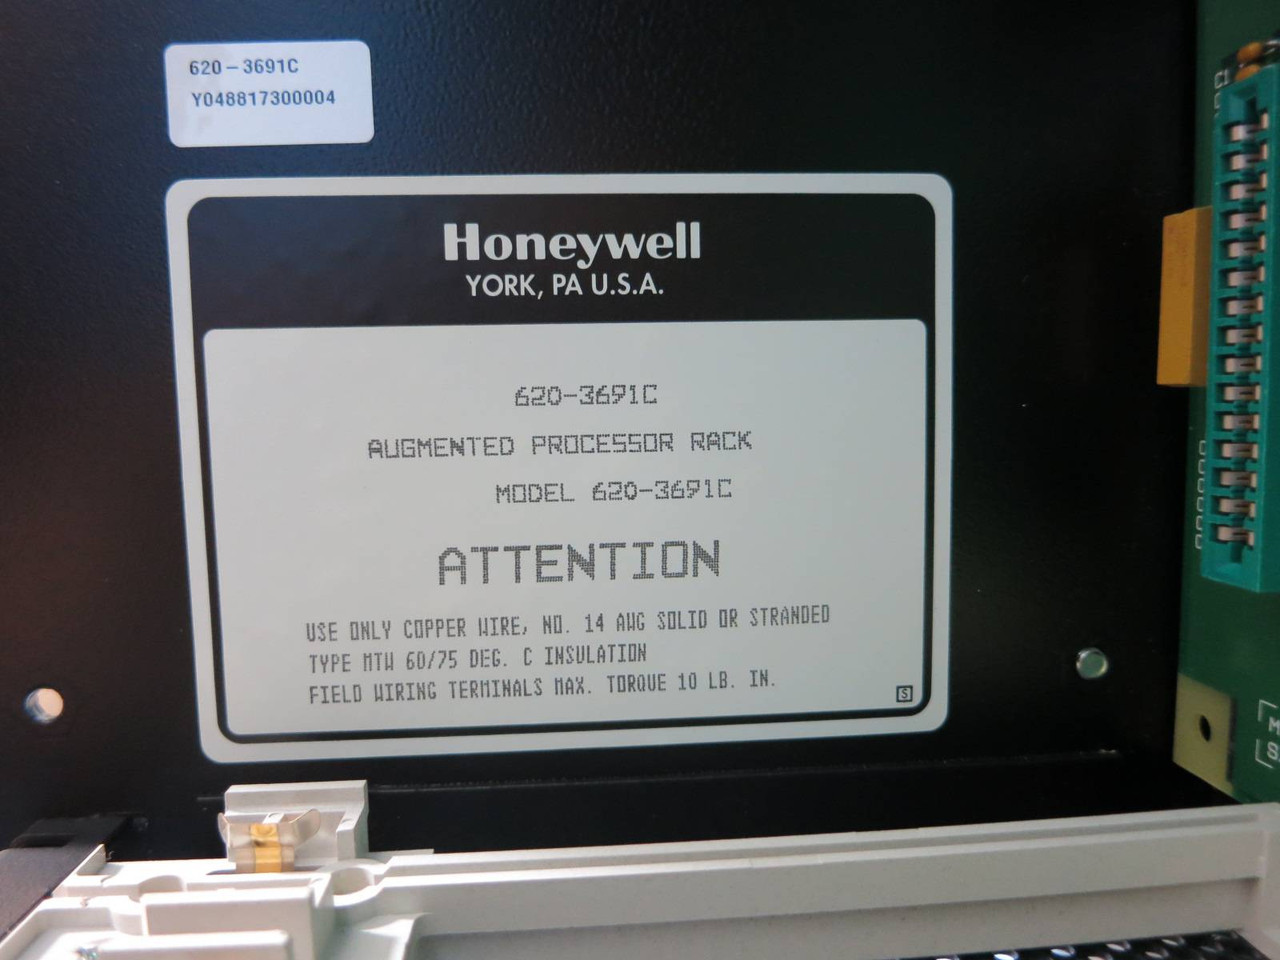 620-3691C
Y048817300004
Honeywell
YORK, PA U.S.A.
620-3691C
AUGMENTED PROCESSOR RACK
MODEL 620-3691C
ATTENTION
USE ONLY COPPER WIRE, NO. 14 AWG SOLID OR STRANDED
TYPE MTW 60/75 DEG. C INSULATION
FIELD WIRING TERMINALS MAX. TORQUE 10 LB. IN.
S
C1